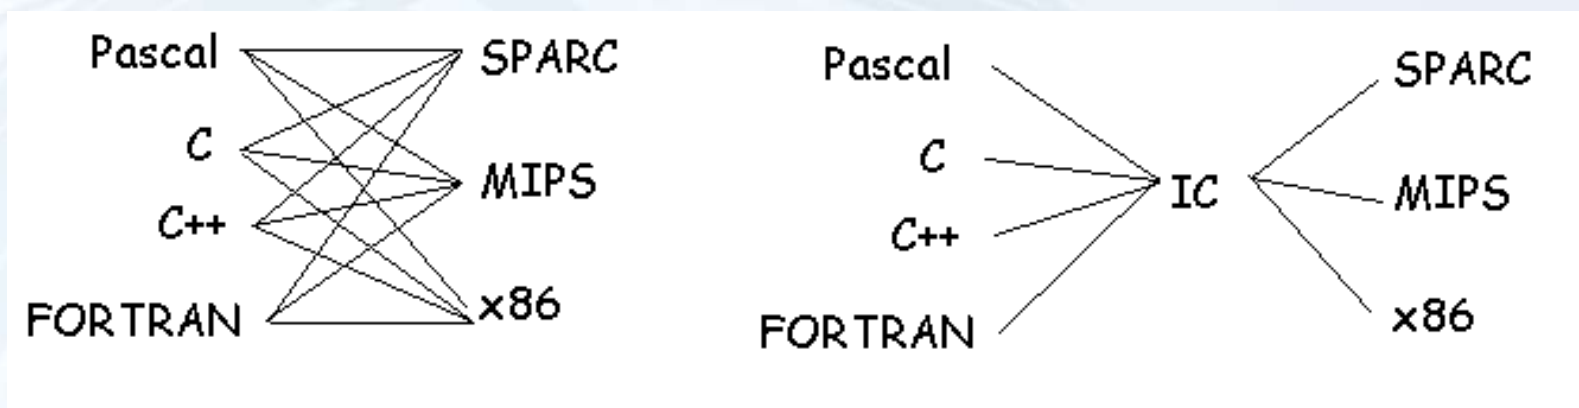 Pascal
SPARC
C
MIPS
C++
x86
FORTRAN
Pascal
SPARC
C
IC
MIPS
C++
x86
FORTRAN